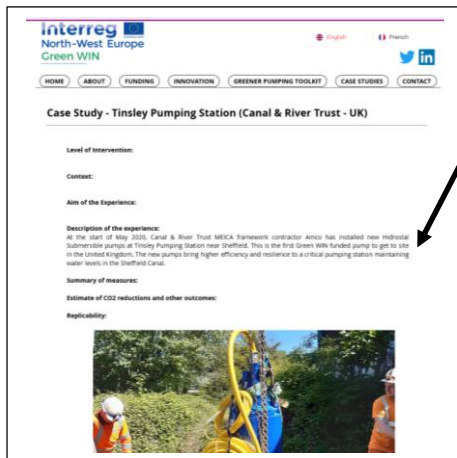 Interreg
North-West Europe
Green WIN
English French
HOME ABOUT FUNDING INNOVATION GREENER PUMPING TOOLKIT CASE STUDIES CONTACT
Case Study - Tinsley Pumping Station (Canal & River Trust - UK)
Level of Intervention:
Context:
Aim of the Experience:
Description of the experience:
At the start of May 2020, Canal & River Trust MEICA framework contractor Amco has installed new Hidrostal
Submersible pumps at Tinsley Pumping Station near Sheffield. This is the first Green WIN funded pump to get to site
in the United Kingdom. The new pumps bring higher efficiency and resilience to a critical pumping station maintaining
water levels in the Sheffield Canal.
Summary of measures:
Estimate of CO2 reductions and other outcomes:
Replicability: